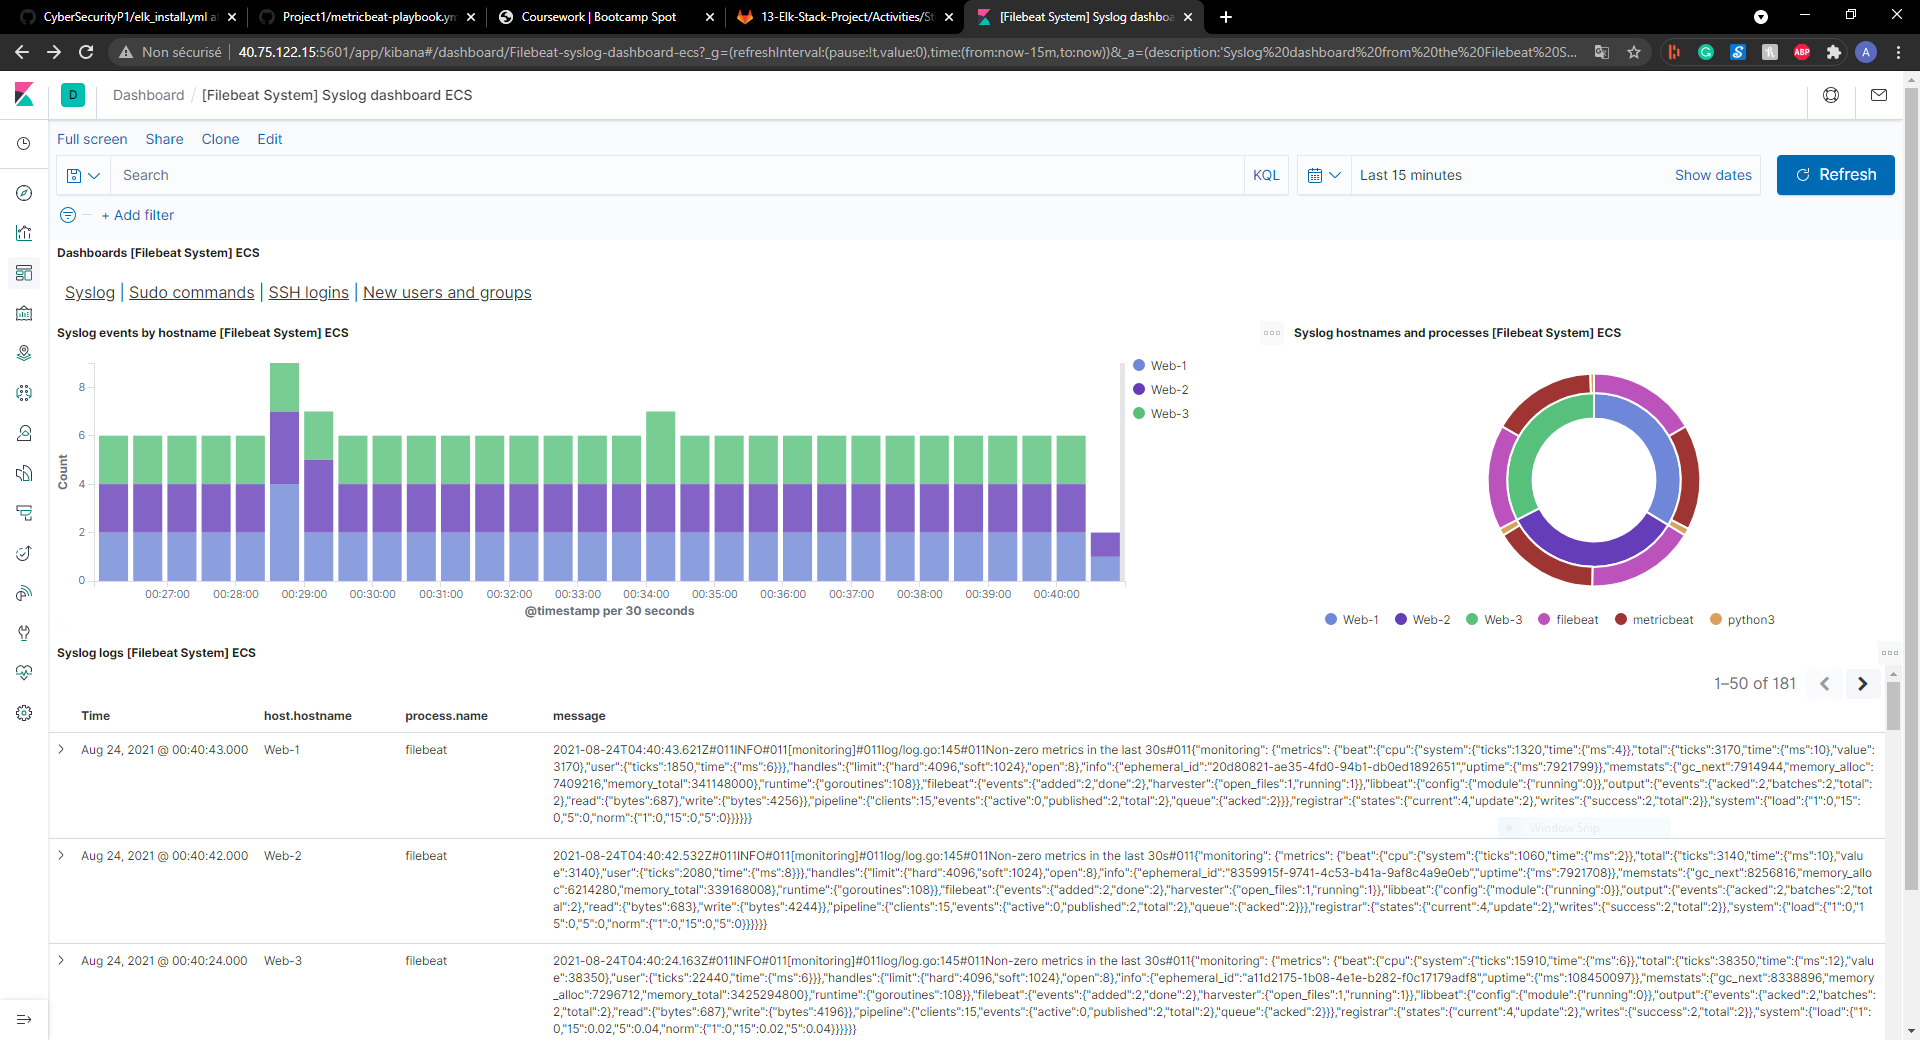 CyberSecurityP1/elk_install.yml at
Project1/metricbeat-playbook.ym
Coursework | Bootcamp Spot
13-Elk-Stack-Project/Activities/St
[Filebeat System] Syslog dashboa
Non sécurisé | 40.75.122.15:5601/app/kibana#/dashboard/Filebeat-syslog-dashboard-ecs?_g=(refreshInterval:(pause:!t,value:0),time:(from:now-15m,to:now))&_a=(description:'Syslog%20dashboard%20from%20the%20Filebeat%20S...
ABP
A
D
Dashboard / [Filebeat System] Syslog dashboard ECS
Full screen Share Clone Edit
Search KQL Last 15 minutes Show dates Refresh
+ Add filter
Dashboards [Filebeat System] ECS
Syslog | Sudo commands | SSH logins | New users and groups
Syslog events by hostname [Filebeat System] ECS
8
6
4
2
0
Count
00:27:00 00:28:00 00:29:00 00:30:00 00:31:00 00:32:00 00:33:00 00:34:00 00:35:00 00:36:00 00:37:00 00:38:00 00:39:00 00:40:00
@timestamp per 30 seconds
Web-1
Web-2
Web-3
Syslog hostnames and processes [Filebeat System] ECS
Web-1 Web-2 Web-3 filebeat metricbeat python3
Syslog logs [Filebeat System] ECS
1–50 of 181
Time host.hostname process.name message
Aug 24, 2021 @ 00:40:43.000 Web-1 filebeat 2021-08-24T04:40:43.621Z#011INFO#011[monitoring]#011log/log.go:145#011Non-zero metrics in the last 30s#011{"monitoring": {"metrics": {"beat":{"cpu":{"system":{"ticks":1320,"time":{"ms":4}},"total":{"ticks":3170,"time":{"ms":10},"value":
3170},"user":{"ticks":1850,"time":{"ms":6}}},"handles":{"limit":{"hard":4096,"soft":1024},"open":8},"info":{"ephemeral_id":"20d80821-ae35-4fd0-94b1-db0ed1892651","uptime":{"ms":7921799}},"memstats":{"gc_next":7914944,"memory_alloc":
7409216,"memory_total":341148000},"runtime":{"goroutines":108}},"filebeat":{"events":{"added":2,"done":2},"harvester":{"open_files":1,"running":1}},"libbeat":{"config":{"module":{"running":0}},"output":{"events":{"acked":2,"batches":2,"total":
2},"read":{"bytes":687},"write":{"bytes":4256}},"pipeline":{"clients":15,"events":{"active":0,"published":2,"total":2},"queue":{"acked":2}}},"registrar":{"states":{"current":4,"update":2},"writes":{"success":2,"total":2}},"system":{"load":{"1":0,"15":
0,"5":0,"norm":{"1":0,"15":0,"5":0}}}}}}
Window Snip
Aug 24, 2021 @ 00:40:42.000 Web-2 filebeat 2021-08-24T04:40:42.532Z#011INFO#011[monitoring]#011log/log.go:145#011Non-zero metrics in the last 30s#011{"monitoring": {"metrics": {"beat":{"cpu":{"system":{"ticks":1060,"time":{"ms":2}},"total":{"ticks":3140,"time":{"ms":10},"valu
e":3140},"user":{"ticks":2080,"time":{"ms":8}}},"handles":{"limit":{"hard":4096,"soft":1024},"open":8},"info":{"ephemeral_id":"8359915f-9741-4c53-b41a-9af8c4a9e0eb","uptime":{"ms":7921708}},"memstats":{"gc_next":8256816,"memory_allo
c":6214280,"memory_total":339168008},"runtime":{"goroutines":108}},"filebeat":{"events":{"added":2,"done":2},"harvester":{"open_files":1,"running":1}},"libbeat":{"config":{"module":{"running":0}},"output":{"events":{"acked":2,"batches":2,"tot
al":2},"read":{"bytes":683},"write":{"bytes":4244}},"pipeline":{"clients":15,"events":{"active":0,"published":2,"total":2},"queue":{"acked":2}}},"registrar":{"states":{"current":4,"update":2},"writes":{"success":2,"total":2}},"system":{"load":{"1":0,"1
5":0,"5":0,"norm":{"1":0,"15":0,"5":0}}}}}}
Aug 24, 2021 @ 00:40:24.000 Web-3 filebeat 2021-08-24T04:40:24.163Z#011INFO#011[monitoring]#011log/log.go:145#011Non-zero metrics in the last 30s#011{"monitoring": {"metrics": {"beat":{"cpu":{"system":{"ticks":15910,"time":{"ms":6}},"total":{"ticks":38350,"time":{"ms":12},"val
ue":38350},"user":{"ticks":22440,"time":{"ms":6}}},"handles":{"limit":{"hard":4096,"soft":1024},"open":8},"info":{"ephemeral_id":"a11d2175-1b08-4e1e-b282-f0c17179adf8","uptime":{"ms":108450097}},"memstats":{"gc_next":8338896,"memory
_alloc":7296712,"memory_total":3425294800},"runtime":{"goroutines":108}},"filebeat":{"events":{"added":2,"done":2},"harvester":{"open_files":1,"running":1}},"libbeat":{"config":{"module":{"running":0}},"output":{"events":{"acked":2,"batches":
2,"total":2},"read":{"bytes":687},"write":{"bytes":4196}},"pipeline":{"clients":15,"events":{"active":0,"published":2,"total":2},"queue":{"acked":2}}},"registrar":{"states":{"current":4,"update":2},"writes":{"success":2,"total":2}},"system":{"load":{"1":
0,"15":0.02,"5":0.04,"norm":{"1":0,"15":0.02,"5":0.04}}}}}}